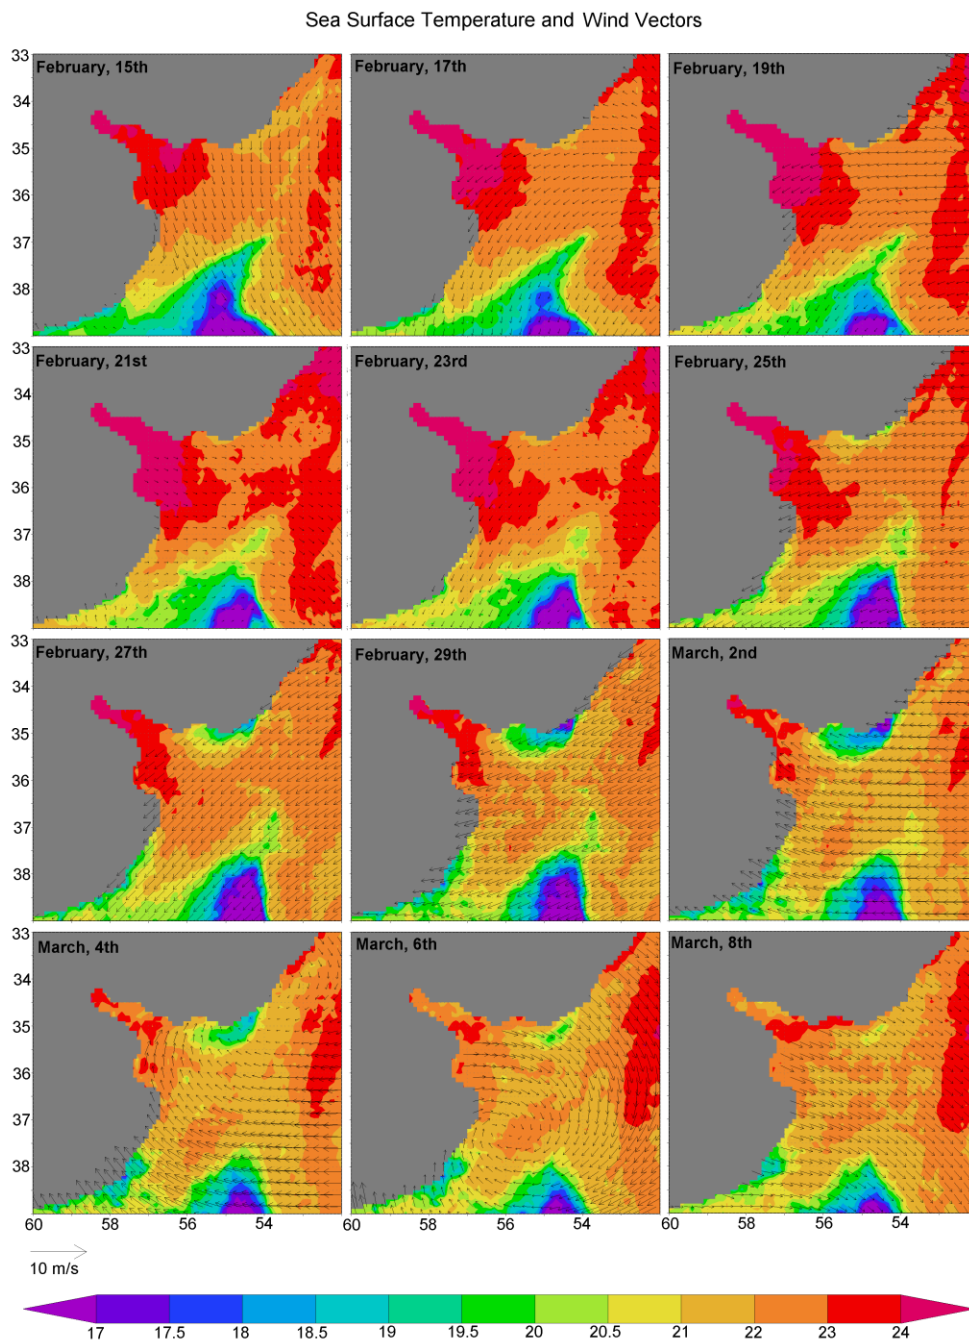 Sea Surface Temperature and Wind Vectors
33
February, 15th
February, 17th
February, 19th
34
35
36
37
38
33
February, 21st
February, 23rd
February, 25th
34
35
36
37
38
33
February, 27th
February, 29th
March, 2nd
34
35
36
37
38
33
March, 4th
March, 6th
March, 8th
34
35
36
37
38
60 58 56 54 60 58 56 54 60 58 56 54
10 m/s
17 17.5 18 18.5 19 19.5 20 20.5 21 22 23 24